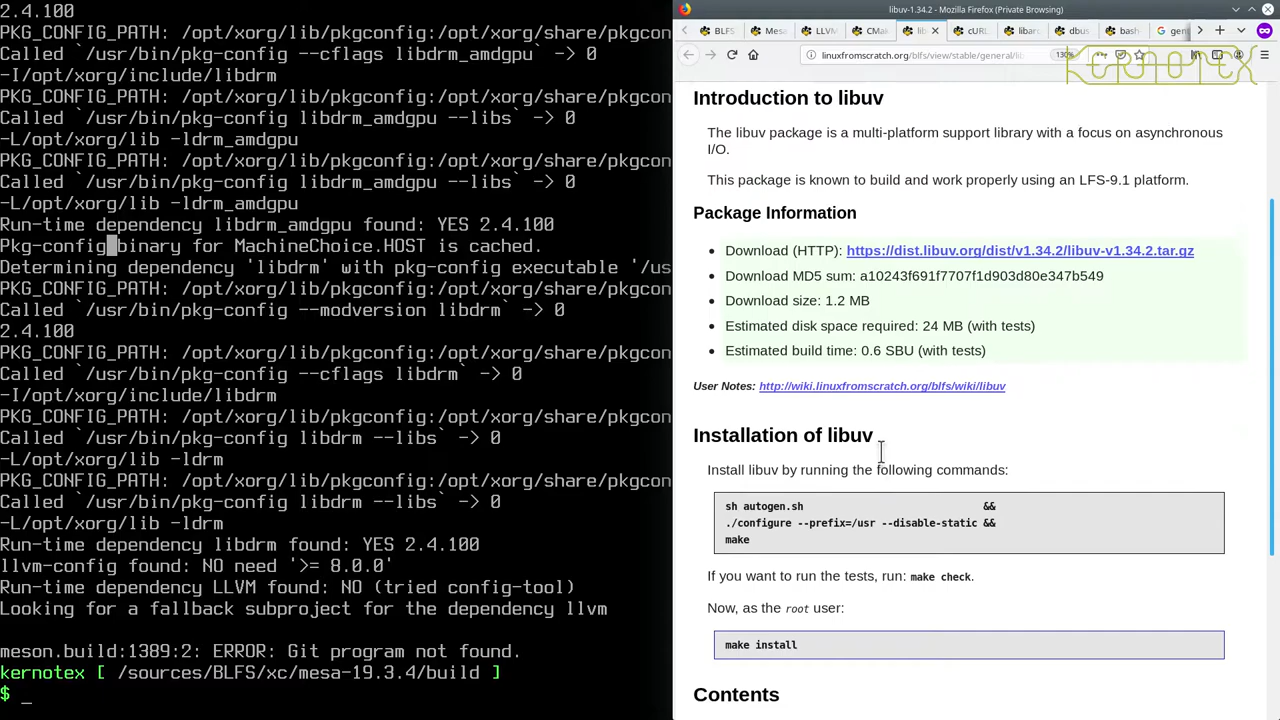 2.4.100
PKG_CONFIG_PATH: /opt/xorg/lib/pkgconfig:/opt/xorg/share/pkgcon
Called `/usr/bin/pkg-config --cflags libdrm_amdgpu` -> 0
-I/opt/xorg/include/libdrm
PKG_CONFIG_PATH: /opt/xorg/lib/pkgconfig:/opt/xorg/share/pkgcon
Called `/usr/bin/pkg-config libdrm_amdgpu --libs` -> 0
-L/opt/xorg/lib -ldrm_amdgpu
PKG_CONFIG_PATH: /opt/xorg/lib/pkgconfig:/opt/xorg/share/pkgcon
Called `/usr/bin/pkg-config libdrm_amdgpu --libs` -> 0
-L/opt/xorg/lib -ldrm_amdgpu
Run-time dependency libdrm_amdgpu found: YES 2.4.100
Pkg-config binary for MachineChoice.HOST is cached.
Determining dependency 'libdrm' with pkg-config executable '/us
PKG_CONFIG_PATH: /opt/xorg/lib/pkgconfig:/opt/xorg/share/pkgcon
Called `/usr/bin/pkg-config --modversion libdrm` -> 0
2.4.100
PKG_CONFIG_PATH: /opt/xorg/lib/pkgconfig:/opt/xorg/share/pkgcon
Called `/usr/bin/pkg-config --cflags libdrm` -> 0
-I/opt/xorg/include/libdrm
PKG_CONFIG_PATH: /opt/xorg/lib/pkgconfig:/opt/xorg/share/pkgcon
Called `/usr/bin/pkg-config libdrm --libs` -> 0
-L/opt/xorg/lib -ldrm
PKG_CONFIG_PATH: /opt/xorg/lib/pkgconfig:/opt/xorg/share/pkgcon
Called `/usr/bin/pkg-config libdrm --libs` -> 0
-L/opt/xorg/lib -ldrm
Run-time dependency libdrm found: YES 2.4.100
llvm-config found: NO need '>= 8.0.0'
Run-time dependency LLVM found: NO (tried config-tool)
Looking for a fallback subproject for the dependency llvm
meson.build:1389:2: ERROR: Git program not found.
kernotex [ /sources/BLFS/xc/mesa-19.3.4/build ]
$ _
libuv-1.34.2 - Mozilla Firefox (Private Browsing)
BLFS Mesa LLVM CMak lib cURL libar dbus bash
linuxfromscratch.org/blfs/view/stable/general/lib 130%
KERNOTEX
Introduction to libuv
The libuv package is a multi-platform support library with a focus on asynchronous
I/O.
This package is known to build and work properly using an LFS-9.1 platform.
Package Information
• Download (HTTP): https://dist.libuv.org/dist/v1.34.2/libuv-v1.34.2.tar.gz
• Download MD5 sum: a10243f691f7707f1d903d80e347b549
• Download size: 1.2 MB
• Estimated disk space required: 24 MB (with tests)
• Estimated build time: 0.6 SBU (with tests)
User Notes: http://wiki.linuxfromscratch.org/blfs/wiki/libuv
Installation of libuv
Install libuv by running the following commands:
sh autogen.sh &&
./configure --prefix=/usr --disable-static &&
make
If you want to run the tests, run: make check.
Now, as the root user:
make install
Contents